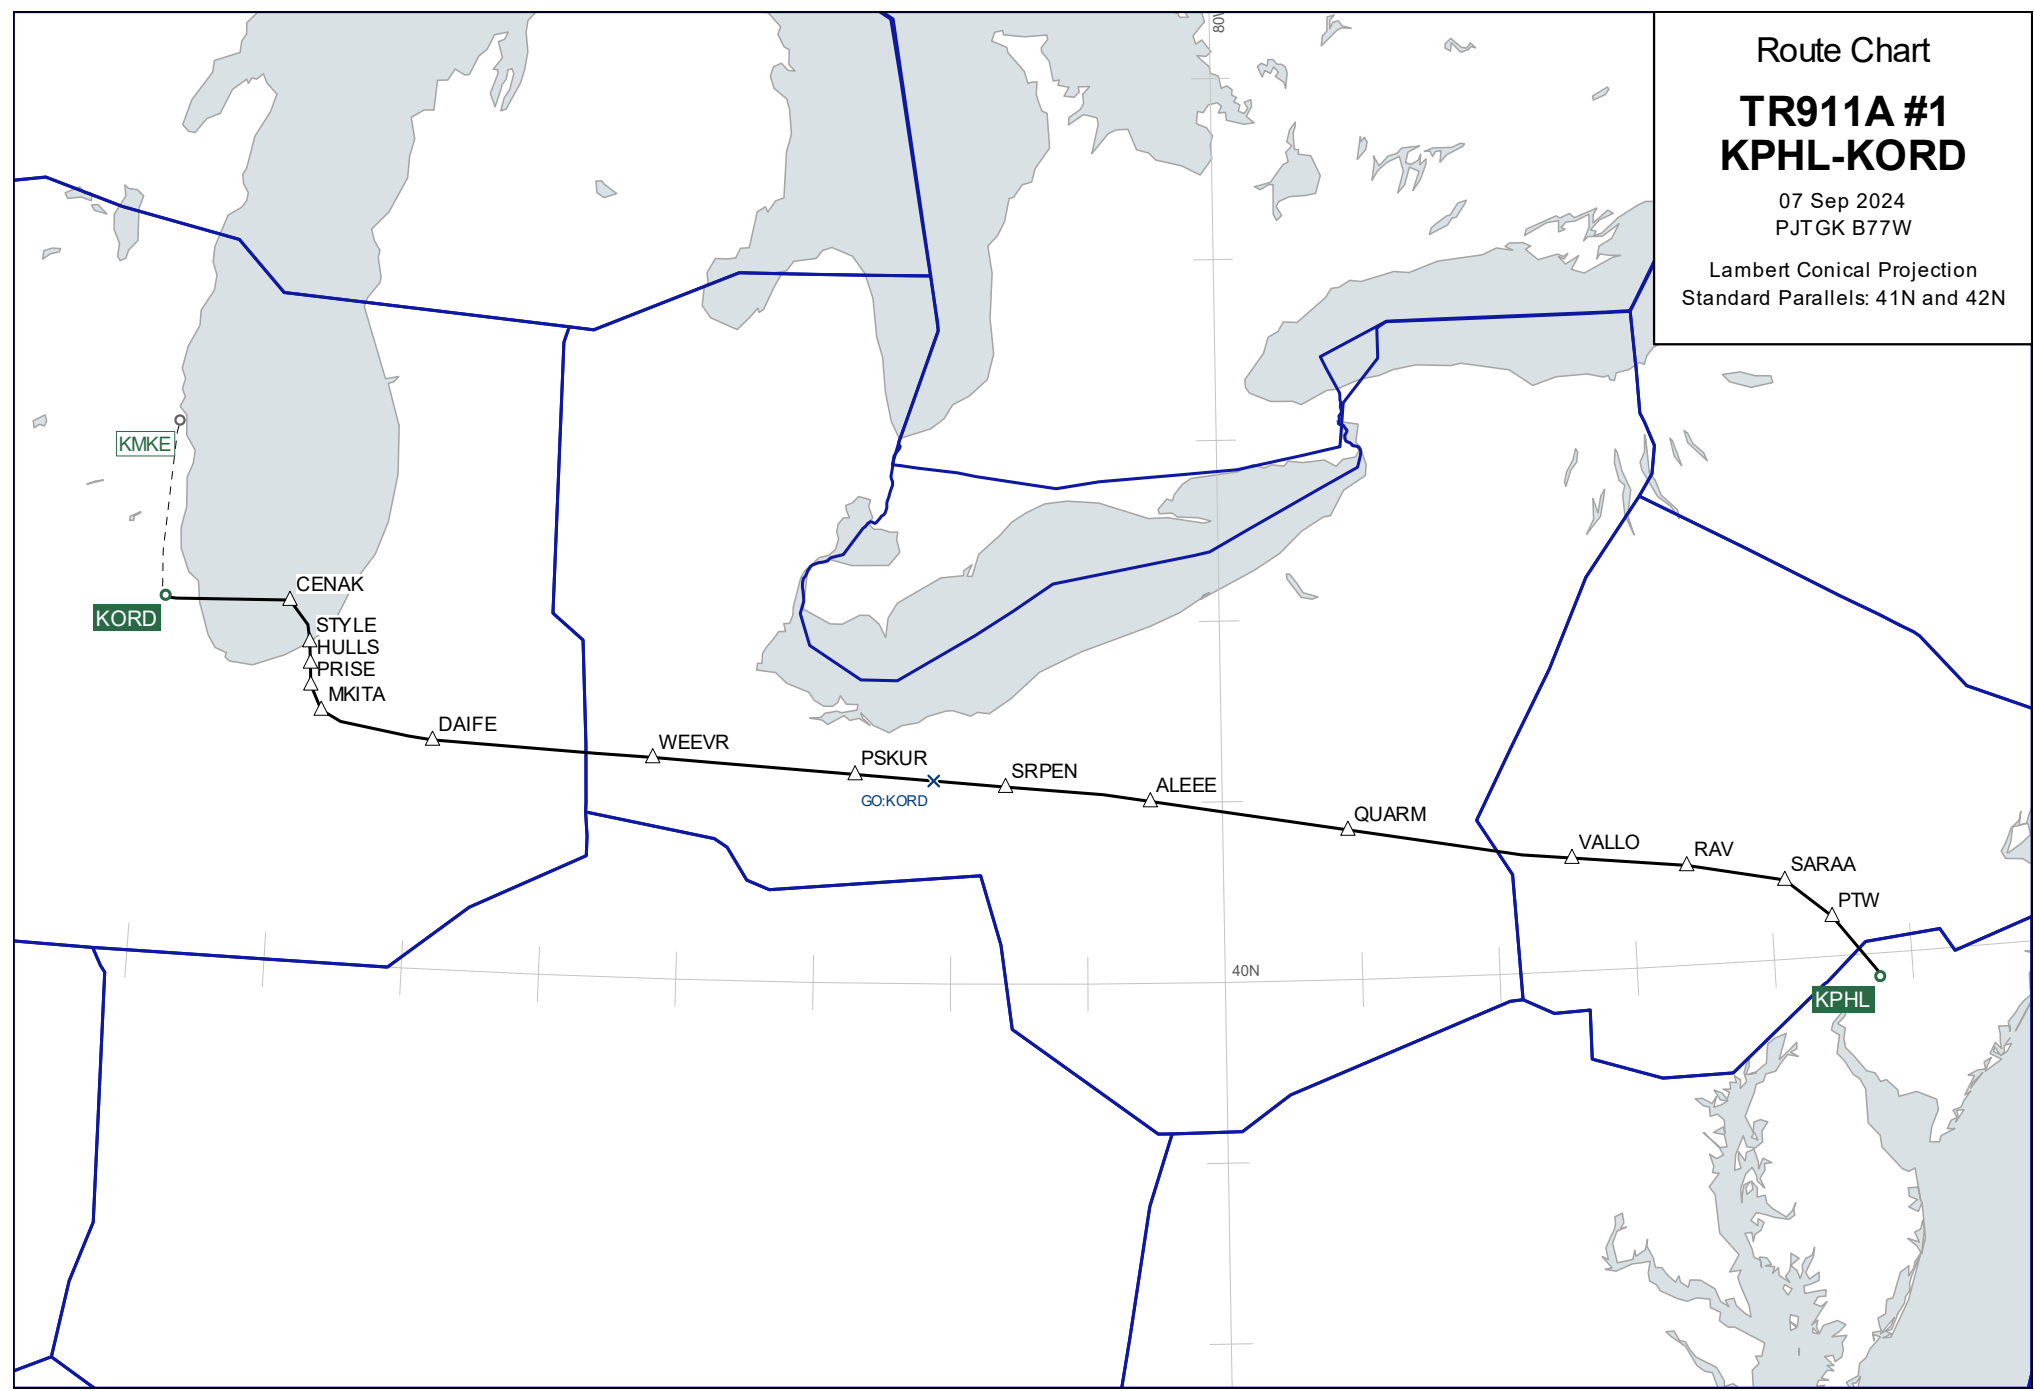 80W
Route Chart
TR911A #1
KPHL-KORD
07 Sep 2024
PJTGK B77W
Lambert Conical Projection
Standard Parallels: 41N and 42N
KMKE
KORD
CENAK
STYLE
HULLS
PRISE
MKITA
DAIFE
WEEVR
PSKUR
GO:KORD
SRPEN
ALEEE
QUARM
VALLO
RAV
SARAA
PTW
40N
KPHL